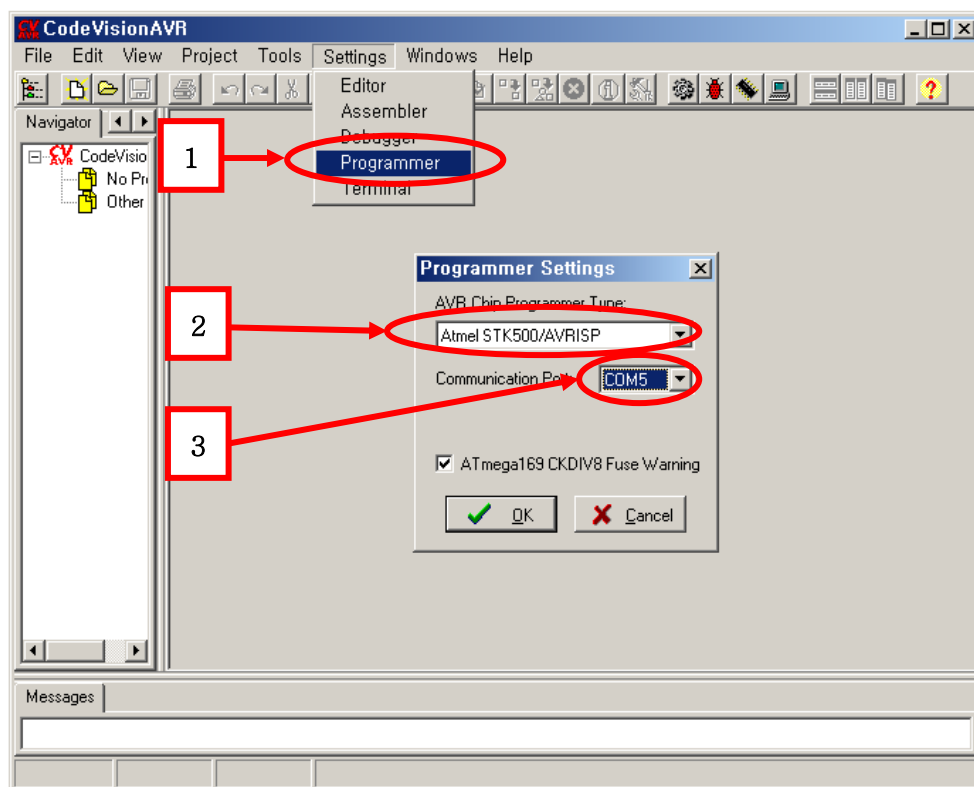 CodeVisionAVR
File Edit View Project Tools Settings Windows Help
Editor
Assembler
Debugger
Programmer
Terminal
Navigator
CodeVisio
No Pr
Other
1
2
3
Programmer Settings
AVR Chip Programmer Type:
Atmel STK500/AVRISP
Communication Port:
COM5
ATmega169 CKDIV8 Fuse Warning
OK
Cancel
Messages